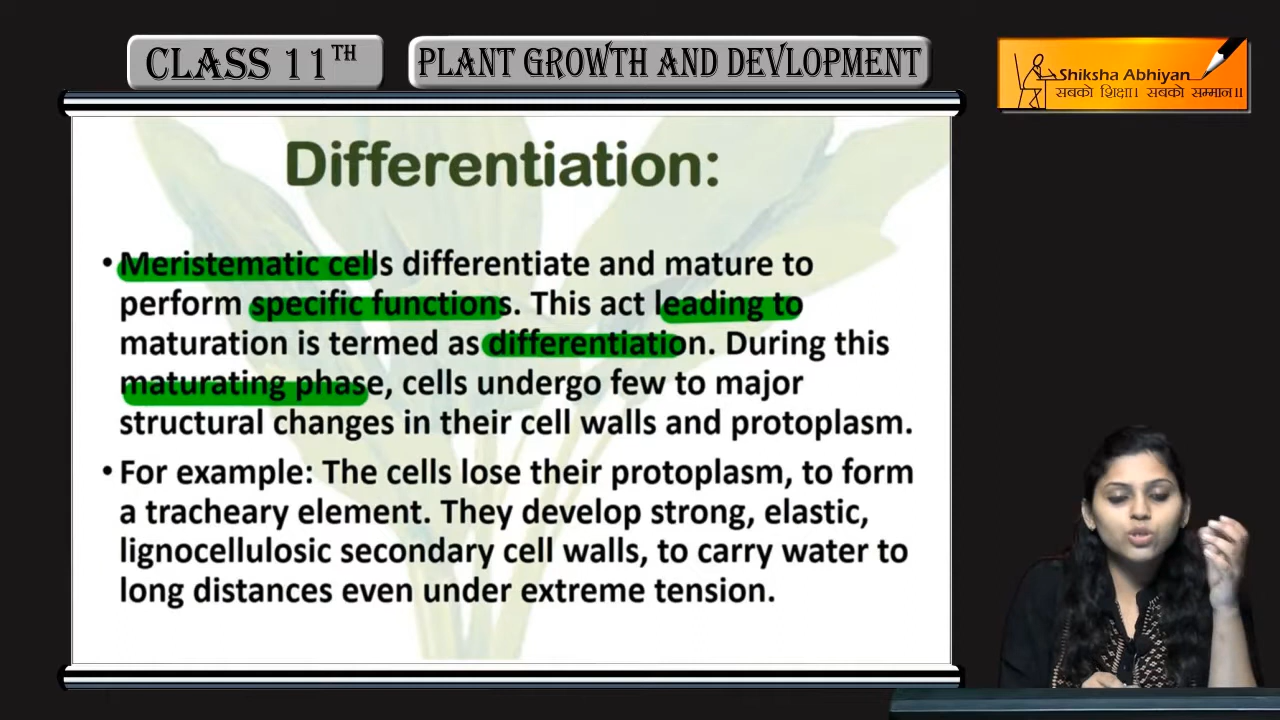 CLASS 11TH
PLANT GROWTH AND DEVLOPMENT
Shiksha Abhiyan
सबको शिक्षा। सबको सम्मान॥
Differentiation:
• Meristematic cells differentiate and mature to
perform specific functions. This act leading to
maturation is termed as differentiation. During this
maturating phase, cells undergo few to major
structural changes in their cell walls and protoplasm.
• For example: The cells lose their protoplasm, to form
a tracheary element. They develop strong, elastic,
lignocellulosic secondary cell walls, to carry water to
long distances even under extreme tension.